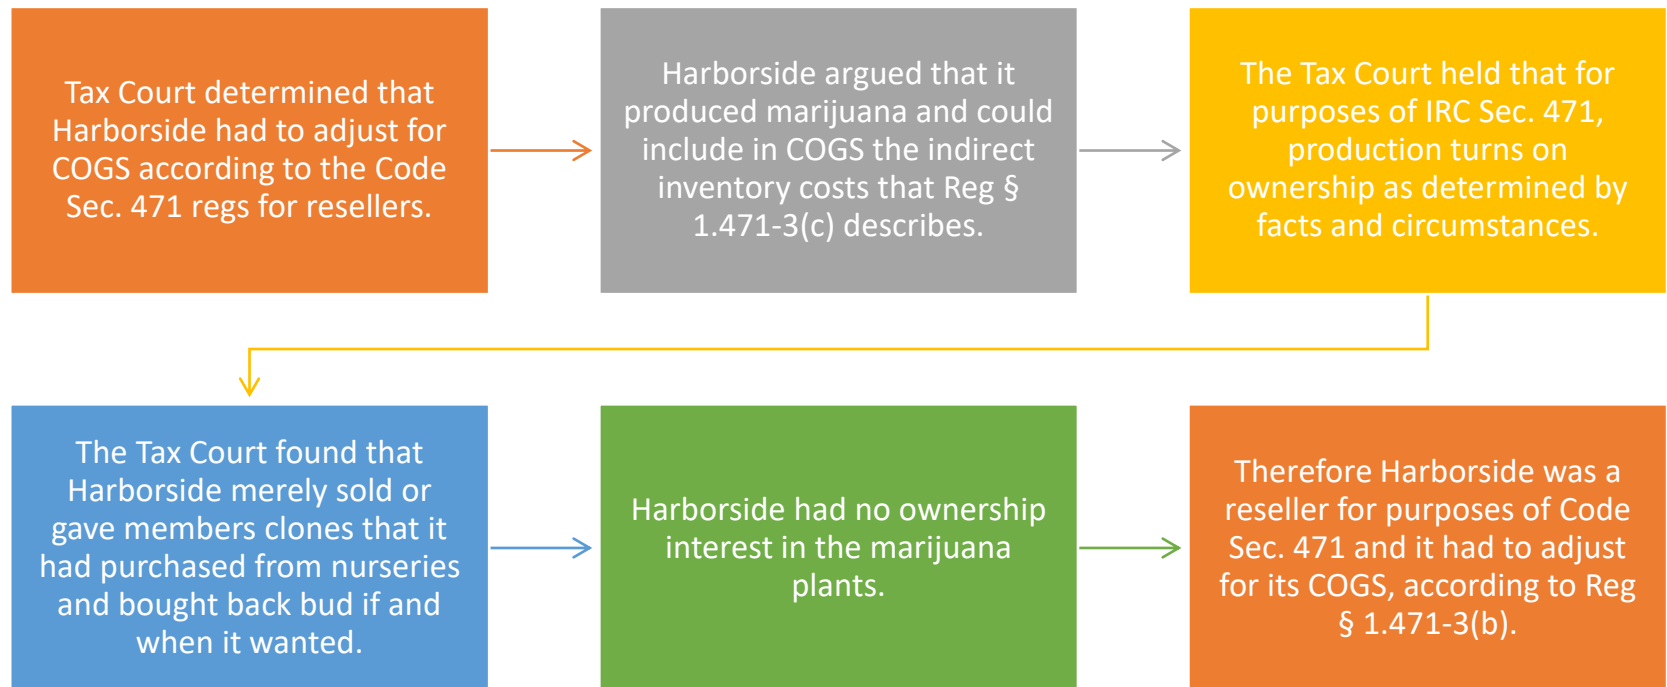 Tax Court determined that
Harborside had to adjust for
COGS according to the Code
Sec. 471 regs for resellers.
Harborside argued that it
produced marijuana and could
include in COGS the indirect
inventory costs that Reg §
1.471-3(c) describes.
The Tax Court held that for
purposes of IRC Sec. 471,
production turns on
ownership as determined by
facts and circumstances.
The Tax Court found that
Harborside merely sold or
gave members clones that it
had purchased from nurseries
and bought back bud if and
when it wanted.
Harborside had no ownership
interest in the marijuana
plants.
Therefore Harborside was a
reseller for purposes of Code
Sec. 471 and it had to adjust
for its COGS, according to Reg
§ 1.471-3(b).